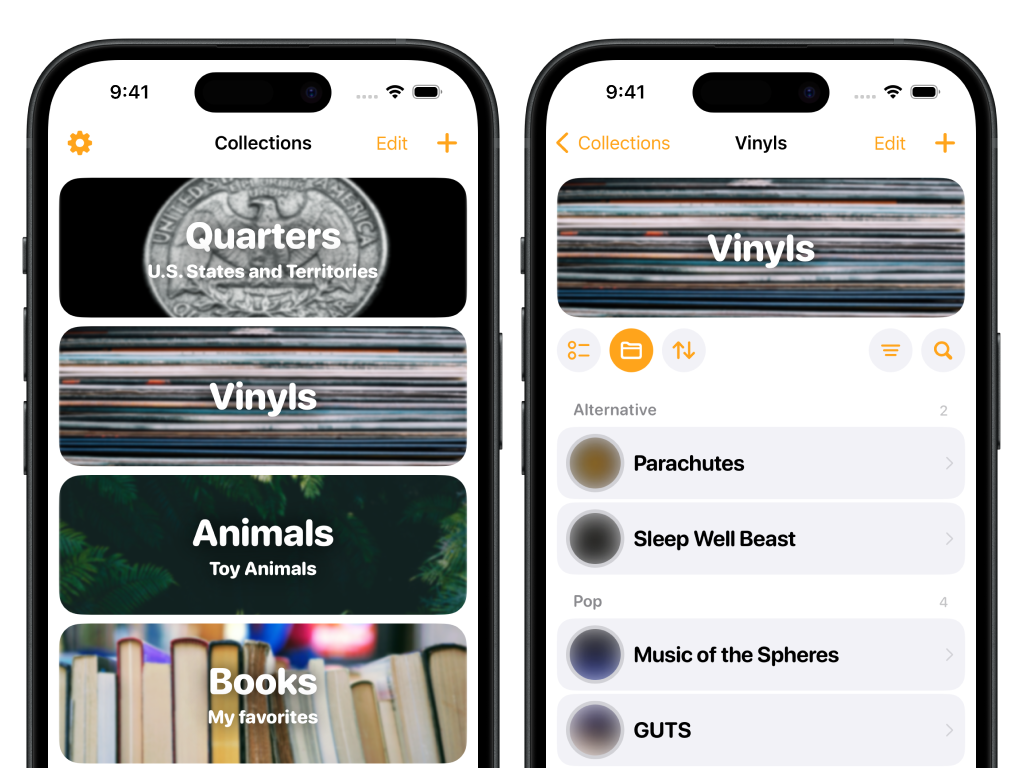 9:41
Collections
Edit
Quarters
U.S. States and Territories
Vinyls
Animals
Toy Animals
Books
My favorites
9:41
Collections
Vinyls
Edit
Vinyls
Alternative 2
Parachutes
Sleep Well Beast
Pop 4
Music of the Spheres
GUTS